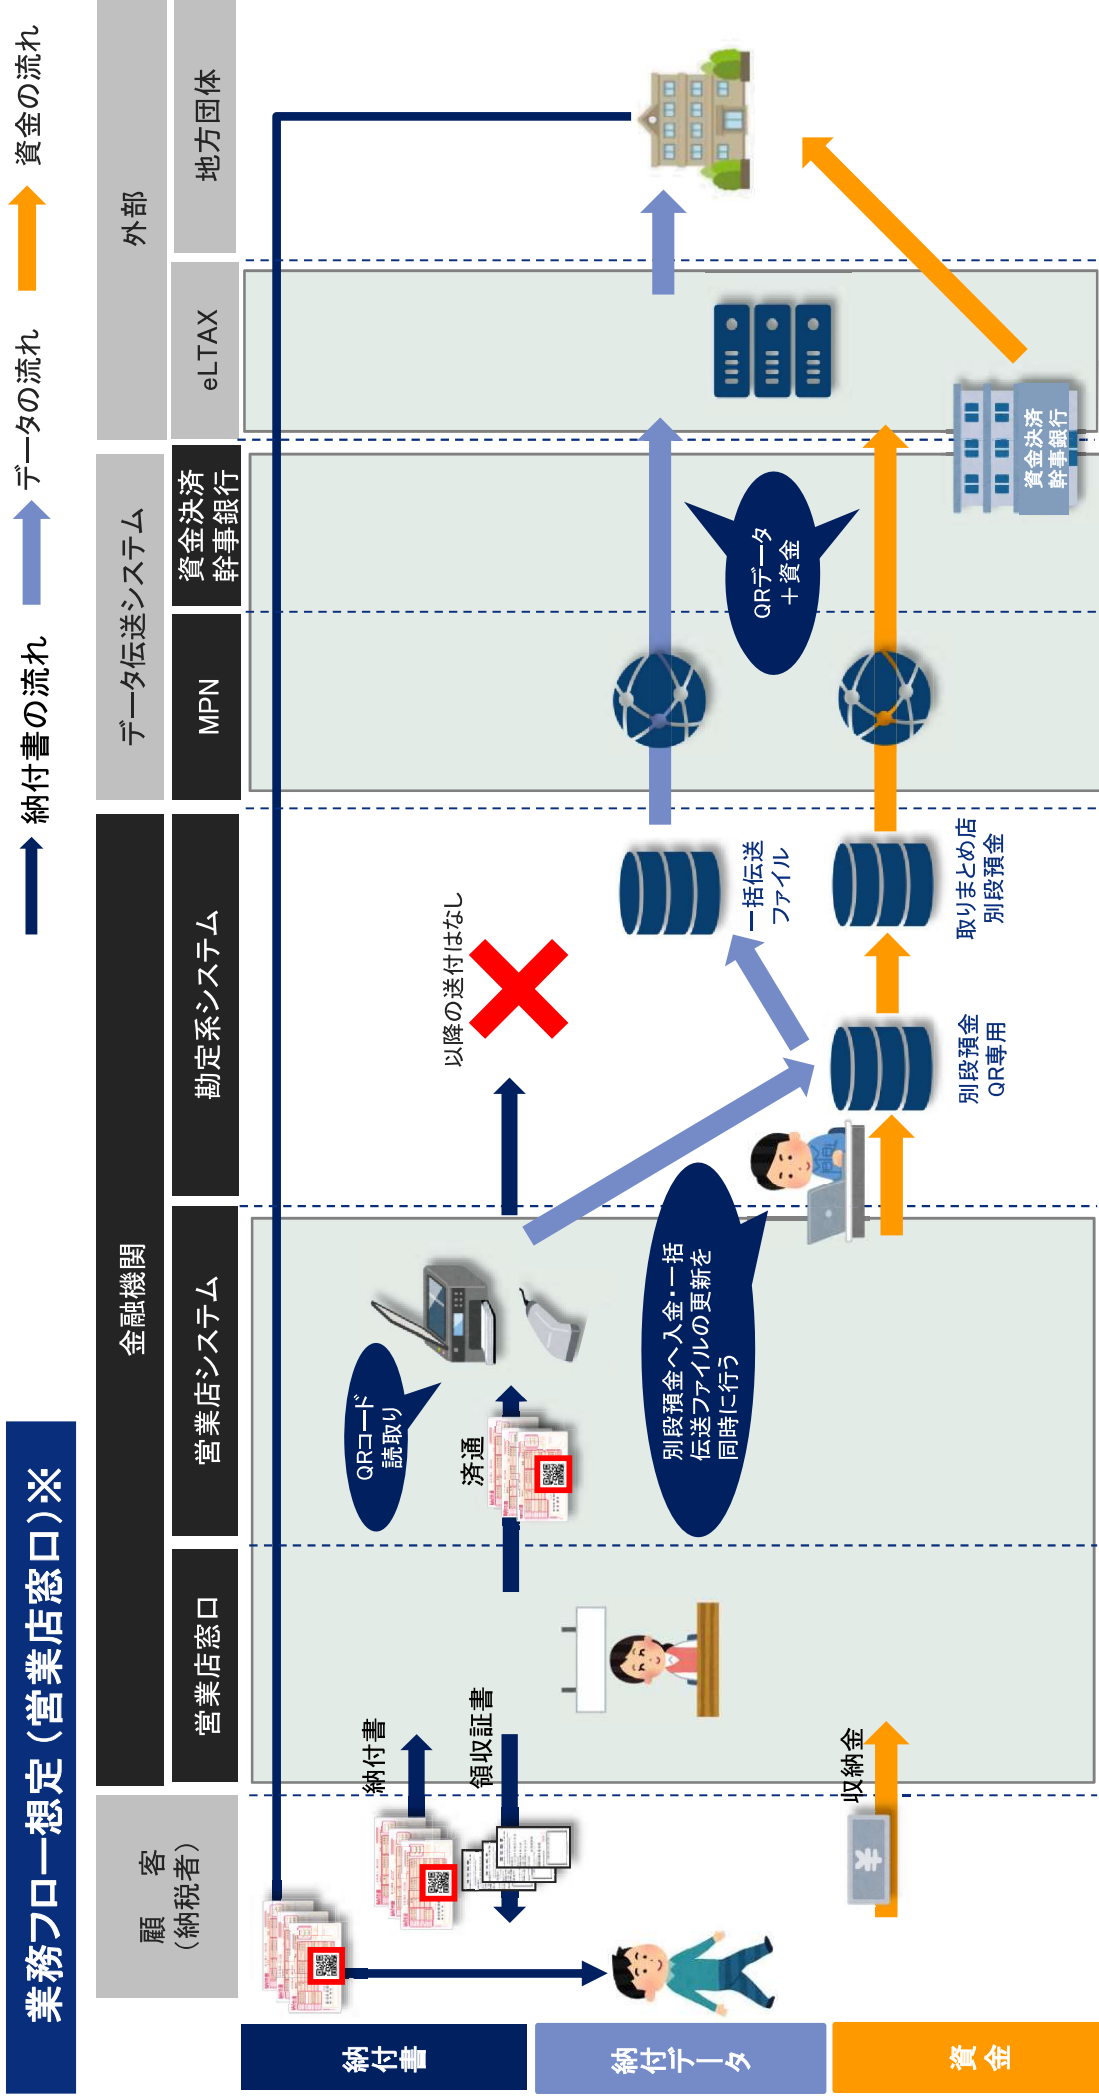 業務フロー想定（営業店窓口）※
納付書の流れ
データの流れ
資金の流れ
顧　客
（納税者）
金融機関
データ伝送システム
外部
営業店窓口
営業店システム
勘定系システム
MPN
資金決済
幹事銀行
eLTAX
地方団体
納付書
納付データ
資金
納付書
領収証書
済通
QRコード
読取り
以降の送付はなし
別段預金へ入金・一括
伝送ファイルの更新を
同時に行う
一括伝送
ファイル
QRデータ
＋資金
収納金
別段預金
QR専用
取りまとめ店
別段預金
資金決済
幹事銀行